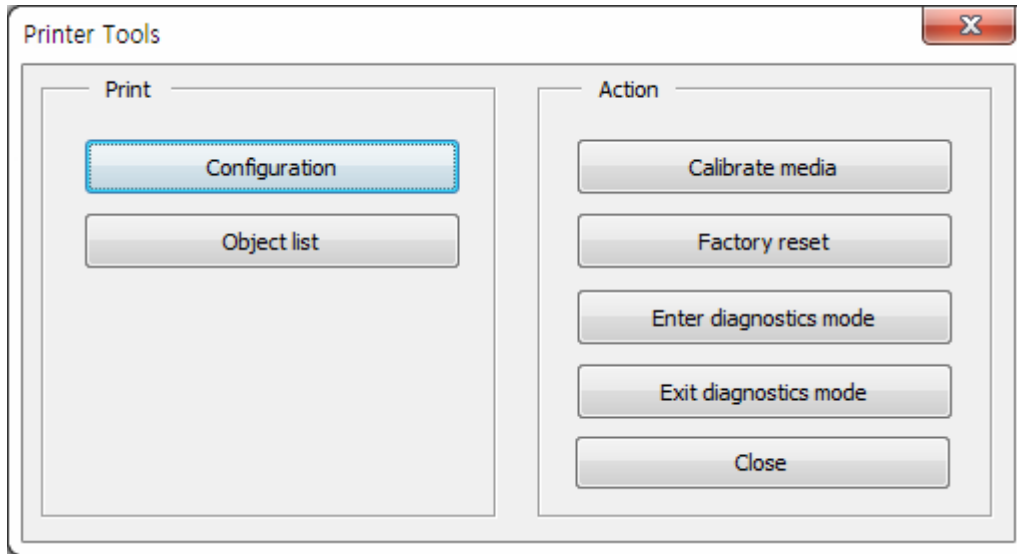 Printer Tools
Print
Configuration
Object list
Action
Calibrate media
Factory reset
Enter diagnostics mode
Exit diagnostics mode
Close